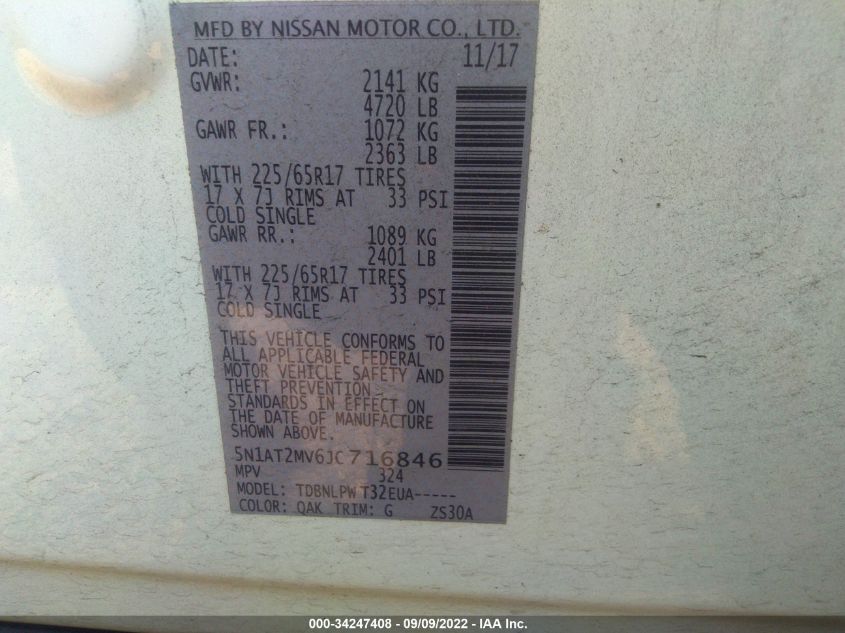 MFD BY NISSAN MOTOR CO., LTD.
DATE: 11/17
GVWR: 2141 KG
4720 LB
GAWR FR.: 1072 KG
2363 LB
WITH 225/65R17 TIRES
17 X 7J RIMS AT 33 PSI
COLD SINGLE
GAWR RR.: 1089 KG
2401 LB
WITH 225/65R17 TIRES
17 X 7J RIMS AT 33 PSI
COLD SINGLE
THIS VEHICLE CONFORMS TO
ALL APPLICABLE FEDERAL
MOTOR VEHICLE SAFETY AND
THEFT PREVENTION
STANDARDS IN EFFECT ON
THE DATE OF MANUFACTURE
SHOWN ABOVE.
5N1AT2MV6JC716846
MPV 324
MODEL: TDBNLPW T32EUA-----
COLOR: QAK TRIM: G ZS30A
000-34247408 - 09/09/2022 - IAA Inc.